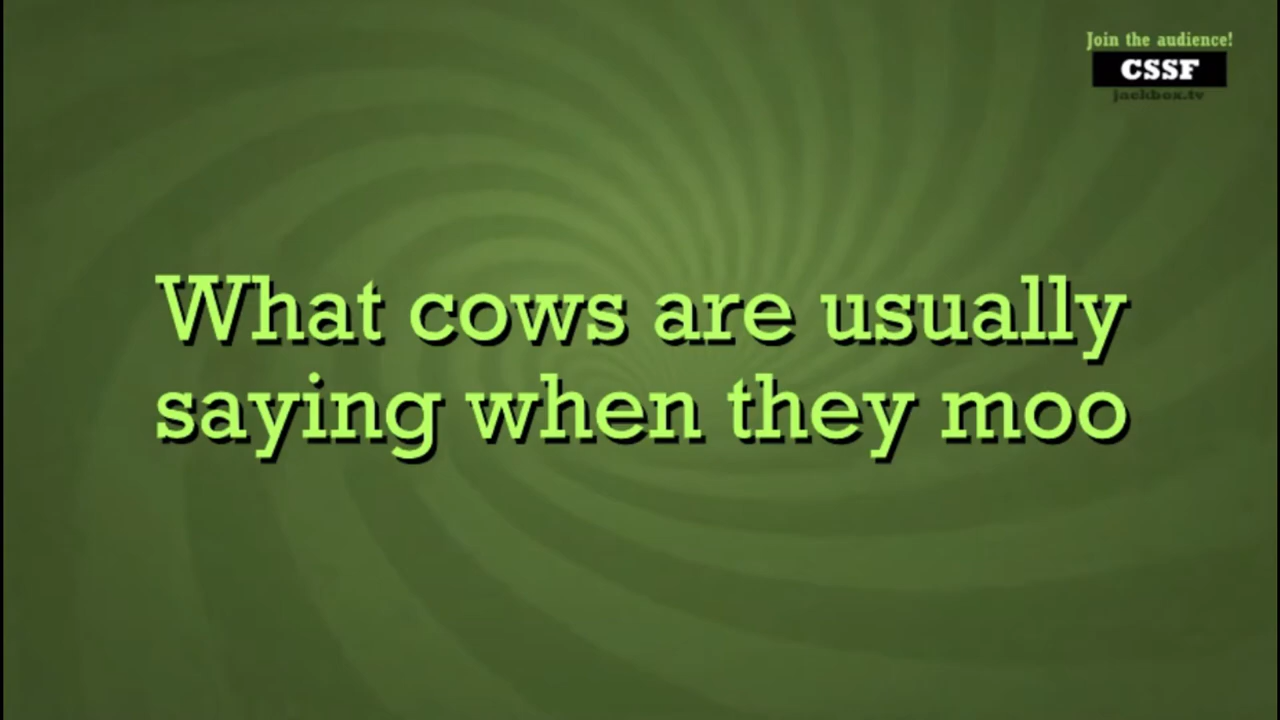 Join the audience!
CSSF
jackbox.tv
What cows are usually
saying when they moo